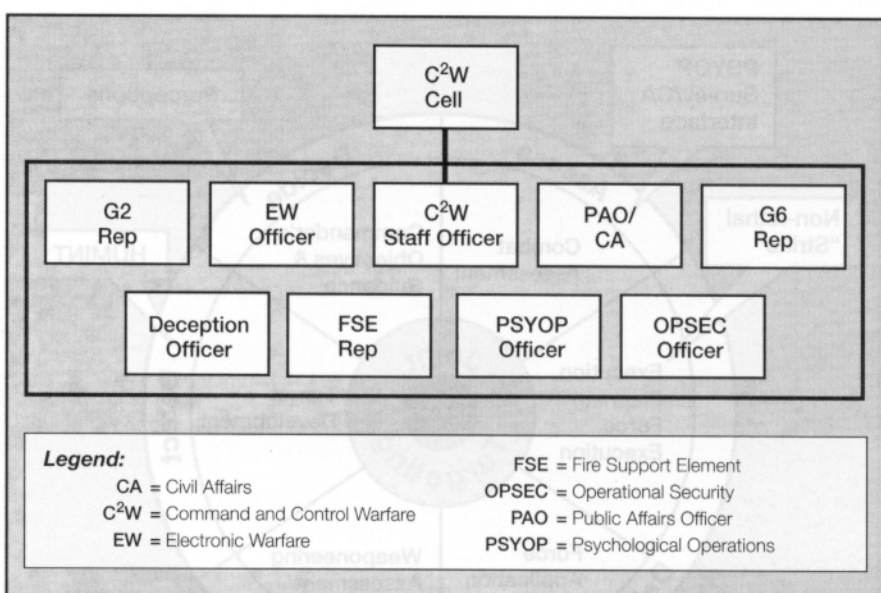 C²W
Cell
G2
Rep
EW
Officer
C²W
Staff Officer
PAO/
CA
G6
Rep
Deception
Officer
FSE
Rep
PSYOP
Officer
OPSEC
Officer
Legend:
CA = Civil Affairs
C²W = Command and Control Warfare
EW = Electronic Warfare
FSE = Fire Support Element
OPSEC = Operational Security
PAO = Public Affairs Officer
PSYOP = Psychological Operations